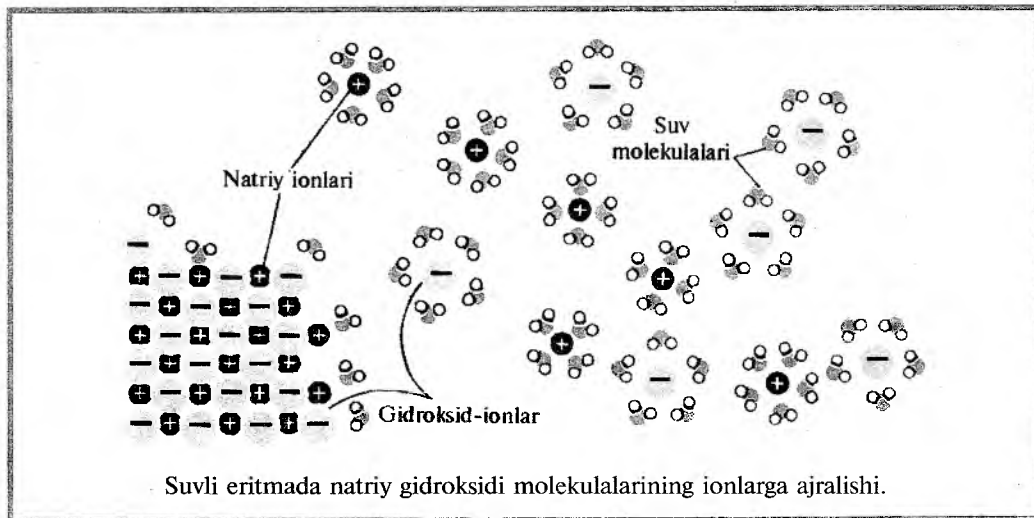 Natriy ionlari
Suv
molekulalari
Gidroksid-ionlar
Suvli eritmada natriy gidroksidi molekulalarining ionlarga ajralishi.